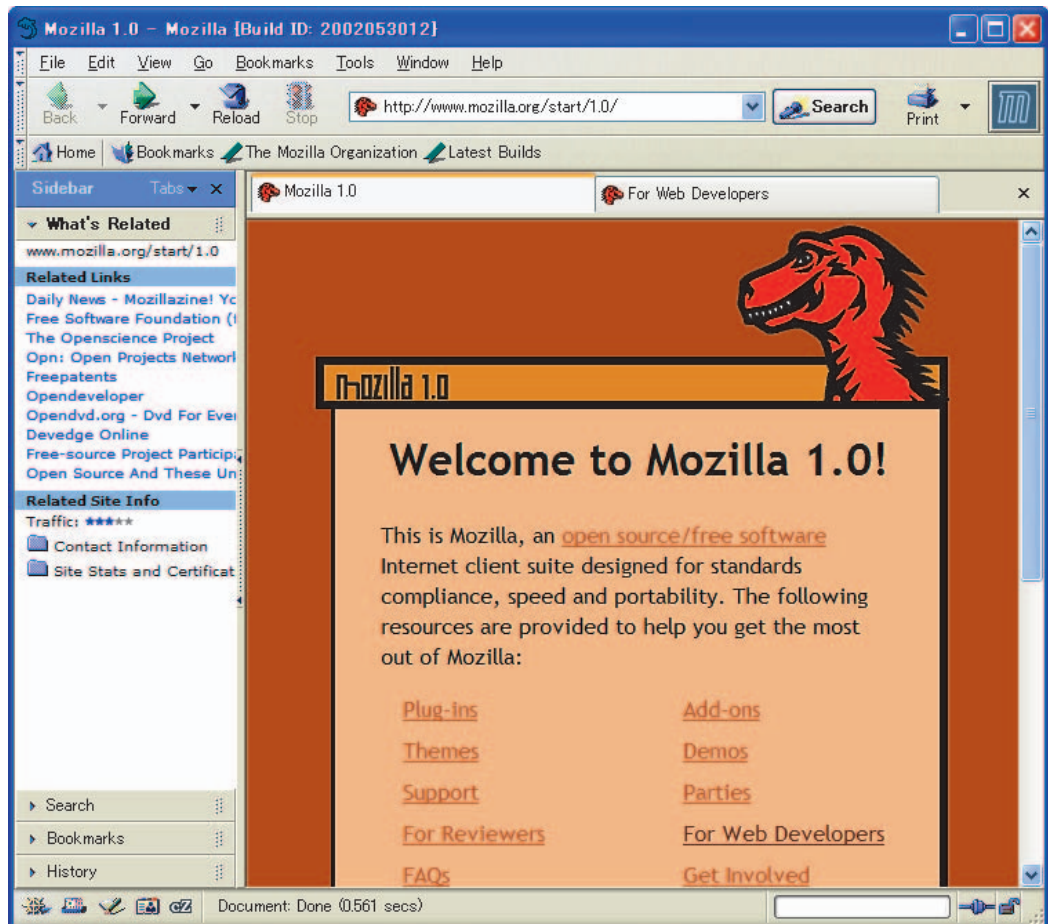 Mozilla 1.0 - Mozilla {Build ID: 2002053012}
File Edit View Go Bookmarks Tools Window Help
Back Forward Reload Stop http://www.mozilla.org/start/1.0/ Search Print
Home Bookmarks The Mozilla Organization Latest Builds
Sidebar Tabs
What's Related
www.mozilla.org/start/1.0
Related Links
Daily News - Mozillazine! Yo
Free Software Foundation (
The Openscience Project
Opn: Open Projects Network
Freepatents
Opendeveloper
Opendvd.org - Dvd For Ever
Devedge Online
Free-source Project Particip
Open Source And These Un
Related Site Info
Traffic:
Contact Information
Site Stats and Certificat
Search
Bookmarks
History
Mozilla 1.0 For Web Developers
mozilla 1.0
Welcome to Mozilla 1.0!
This is Mozilla, an open source/free software
Internet client suite designed for standards
compliance, speed and portability. The following
resources are provided to help you get the most
out of Mozilla:
Plug-ins Add-ons
Themes Demos
Support Parties
For Reviewers For Web Developers
FAQs Get Involved
Document: Done (0.561 secs)